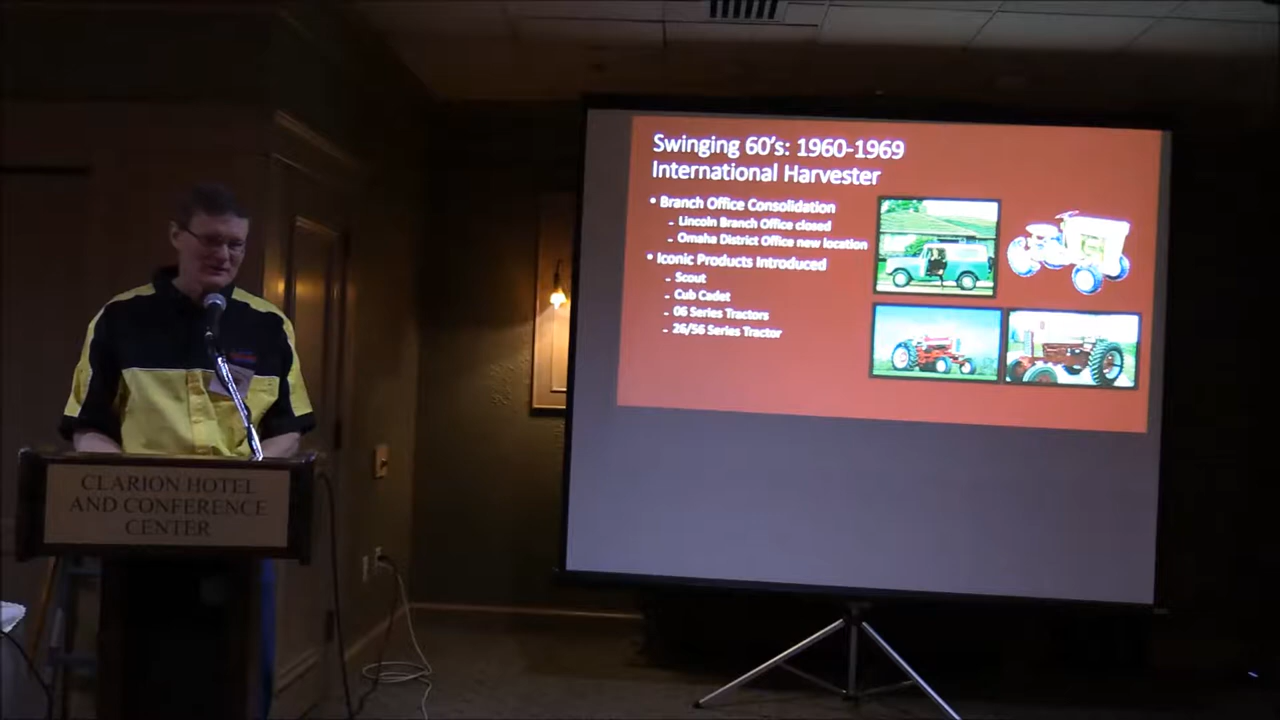 Swinging 60's: 1960-1969
International Harvester
• Branch Office Consolidation
- Lincoln Branch Office closed
- Omaha District Office new location
• Iconic Products Introduced
- Scout
- Cub Cadet
- 06 Series Tractors
- 26/56 Series Tractor
CLARION HOTEL
AND CONFERENCE
CENTER